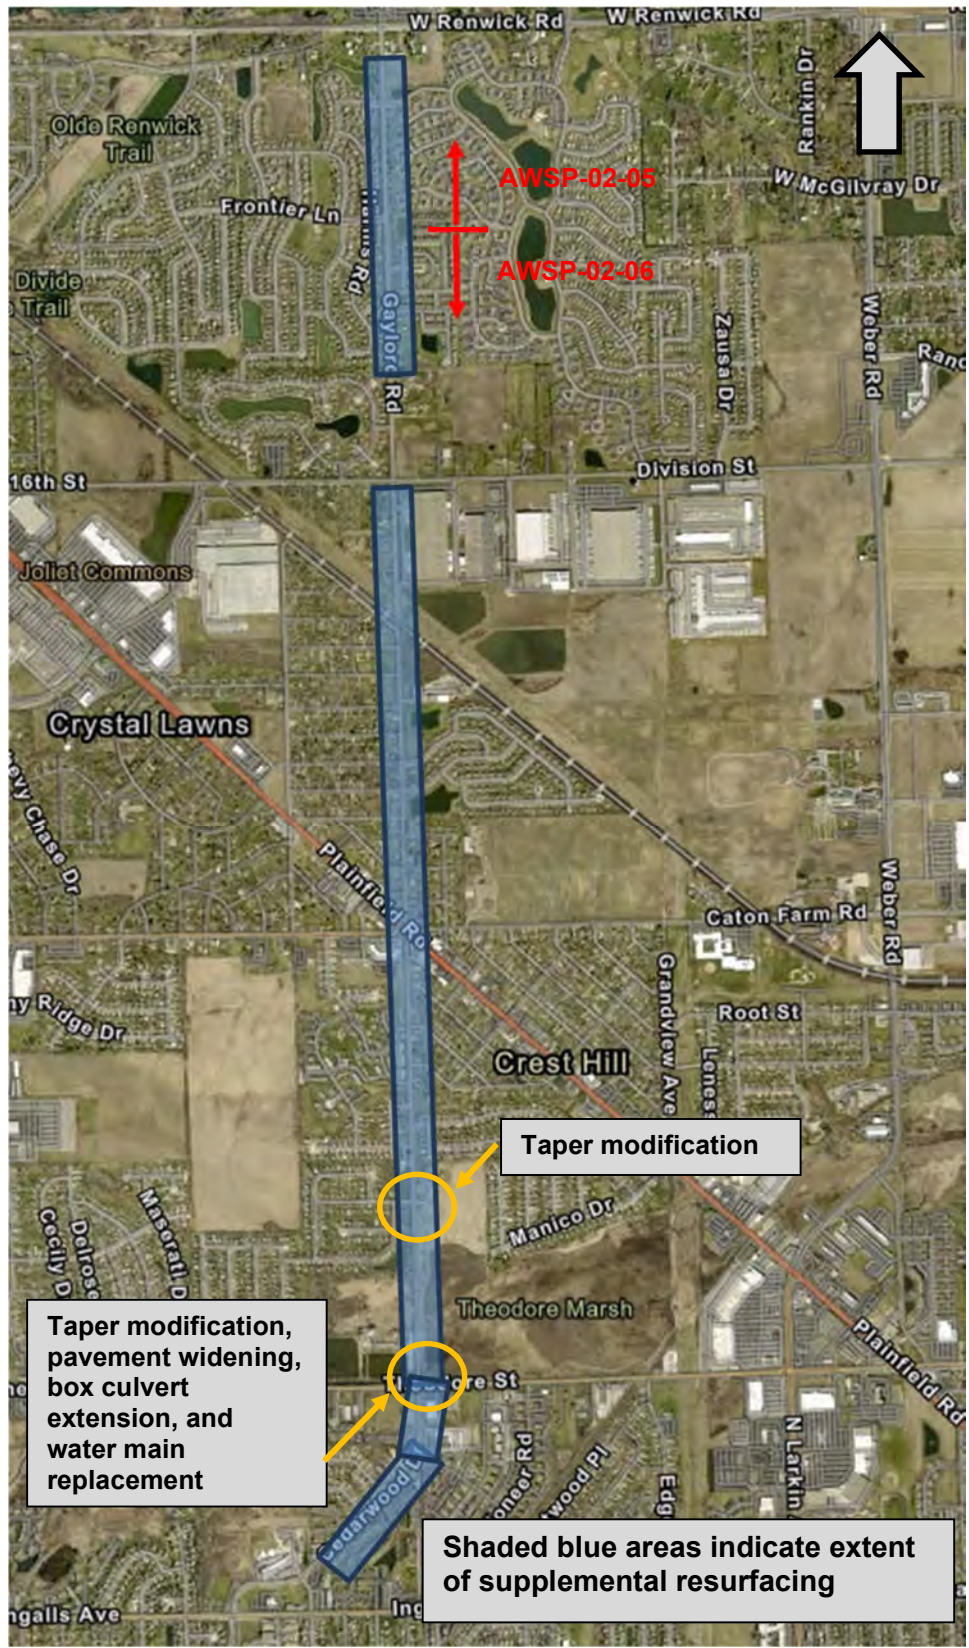 W Renwick Rd
W Renwick Rd
Rankin Dr
Olde Renwick
Trail
AWSP-02-05
W McGilvray Dr
Frontier Ln
AWSP-02-06
Divide
Trail
Gaylord
Rd
Zausa Dr
Weber Rd
16th St
Division St
Joliet Commons
Crystal Lawns
Plainfield Rd
Caton Farm Rd
Weber Rd
Grandview Ave
Root St
Crest Hill
Taper modification
Manico Dr
Theodore Marsh
Taper modification,
pavement widening,
box culvert
extension, and
water main
replacement
Plainfield Rd
N Larkin
Shaded blue areas indicate extent
of supplemental resurfacing
ngalls Ave